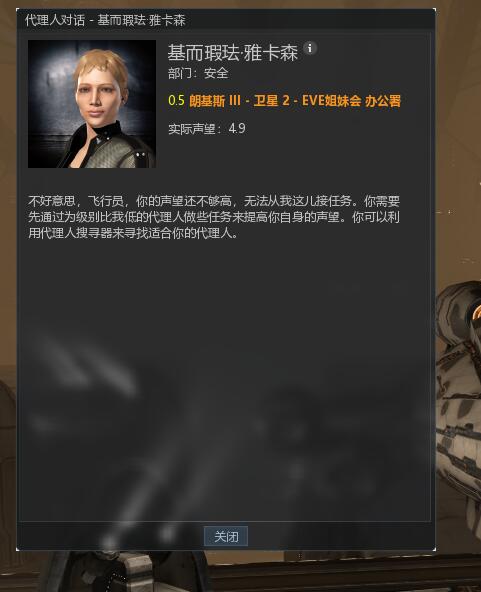 代理人对话 - 基而瑕珐·雅卡森
基而瑕珐·雅卡森
部门：安全
0.5 朗基斯 III - 卫星 2 - EVE姐妹会 办公署
实际声望：4.9
不好意思，飞行员，你的声望还不够高，无法从我这儿接任务。你需要
先通过为级别比我低的代理人做些任务来提高你自身的声望。你可以利
用代理人搜寻器来寻找适合你的代理人。
关闭